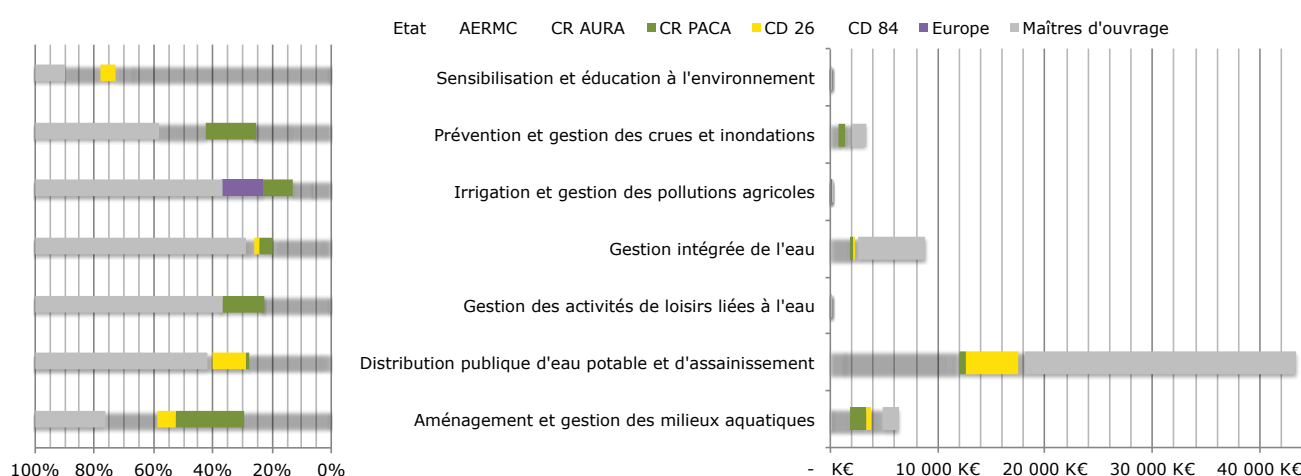 Etat AERMC CR AURA CR PACA CD 26 CD 84 Europe Maîtres d'ouvrage
Sensibilisation et éducation à l'environnement
Prévention et gestion des crues et inondations
Irrigation et gestion des pollutions agricoles
Gestion intégrée de l'eau
Gestion des activités de loisirs liées à l'eau
Distribution publique d'eau potable et d'assainissement
Aménagement et gestion des milieux aquatiques
100% 80% 60% 40% 20% 0%
- K€ 10 000 K€ 20 000 K€ 30 000 K€ 40 000 K€